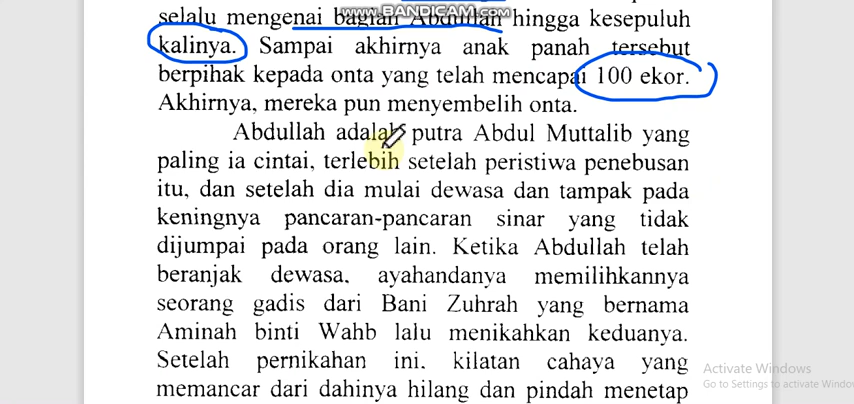 www.BANDICAM.com
selalu mengenai bagian Abdullah hingga kesepuluh
kalinya. Sampai akhirnya anak panah tersebut
berpihak kepada onta yang telah mencapai 100 ekor.
Akhirnya, mereka pun menyembelih onta.
Abdullah adalah putra Abdul Muttalib yang
paling ia cintai, terlebih setelah peristiwa penebusan
itu, dan setelah dia mulai dewasa dan tampak pada
keningnya pancaran-pancaran sinar yang tidak
dijumpai pada orang lain. Ketika Abdullah telah
beranjak dewasa, ayahandanya memilihkannya
seorang gadis dari Bani Zuhrah yang bernama
Aminah binti Wahb lalu menikahkan keduanya.
Setelah pernikahan ini, kilatan cahaya yang
memancar dari dahinya hilang dan pindah menetap
Activate Windows
Go to Settings to activate Windows